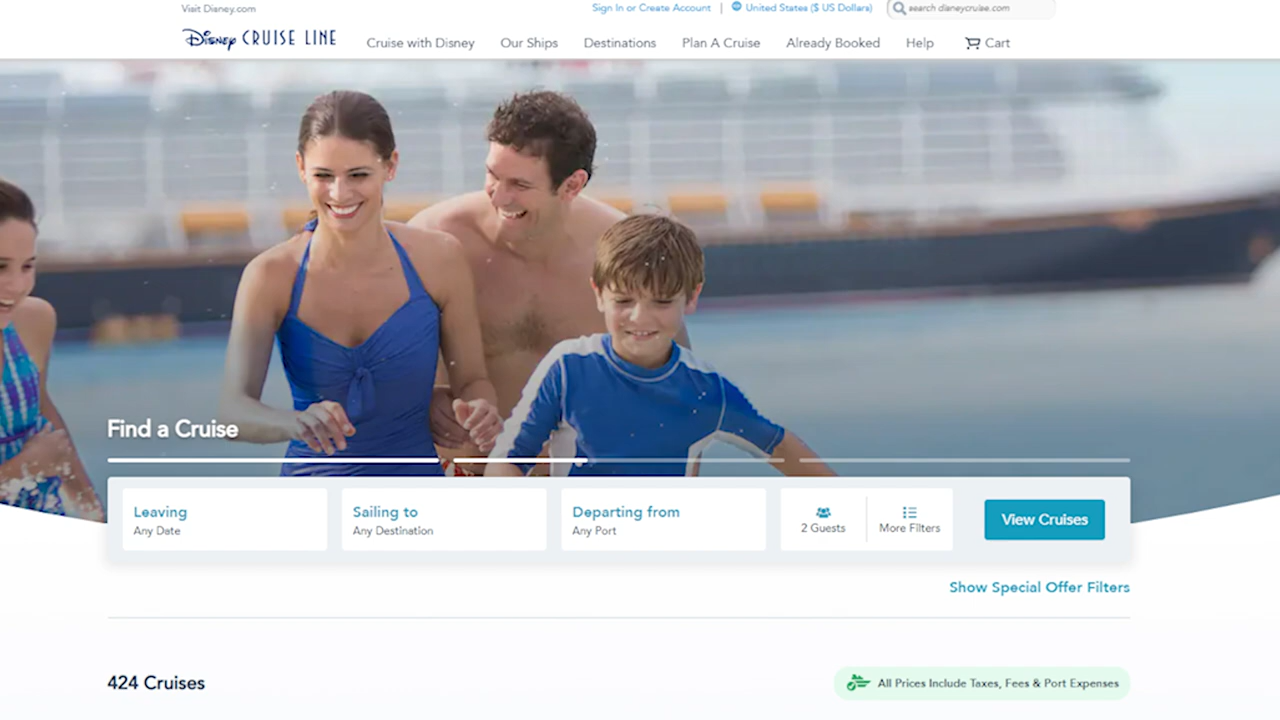 Visit Disney.com
Sign In or Create Account | United States ($ US Dollars)
search disneycruise.com
Disney CRUISE LINE
Cruise with Disney
Our Ships
Destinations
Plan A Cruise
Already Booked
Help
Cart
Find a Cruise
Leaving
Any Date
Sailing to
Any Destination
Departing from
Any Port
2 Guests
More Filters
View Cruises
Show Special Offer Filters
424 Cruises
All Prices Include Taxes, Fees & Port Expenses